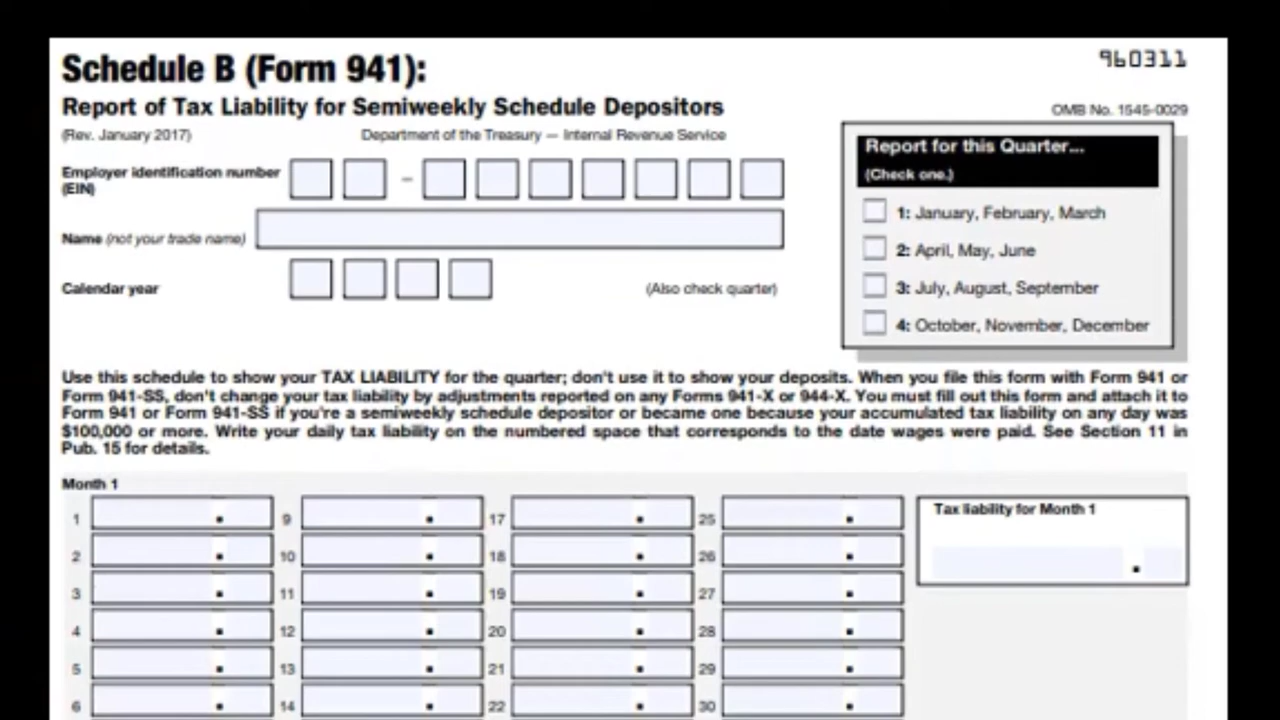 Schedule B (Form 941):
960311
Report of Tax Liability for Semiweekly Schedule Depositors
OMB No. 1545-0029
(Rev. January 2017)
Department of the Treasury — Internal Revenue Service
Employer identification number
(EIN)
–
Name (not your trade name)
Calendar year
(Also check quarter)
Report for this Quarter...
(Check one.)
1: January, February, March
2: April, May, June
3: July, August, September
4: October, November, December
Use this schedule to show your TAX LIABILITY for the quarter; don't use it to show your deposits. When you file this form with Form 941 or
Form 941-SS, don't change your tax liability by adjustments reported on any Forms 941-X or 944-X. You must fill out this form and attach it to
Form 941 or Form 941-SS if you're a semiweekly schedule depositor or became one because your accumulated tax liability on any day was
$100,000 or more. Write your daily tax liability on the numbered space that corresponds to the date wages were paid. See Section 11 in
Pub. 15 for details.
Month 1
1 . 9 . 17 . 25 .
2 . 10 . 18 . 26 .
3 . 11 . 19 . 27 .
4 . 12 . 20 . 28 .
5 . 13 . 21 . 29 .
6 . 14 . 22 . 30 .
Tax liability for Month 1
.